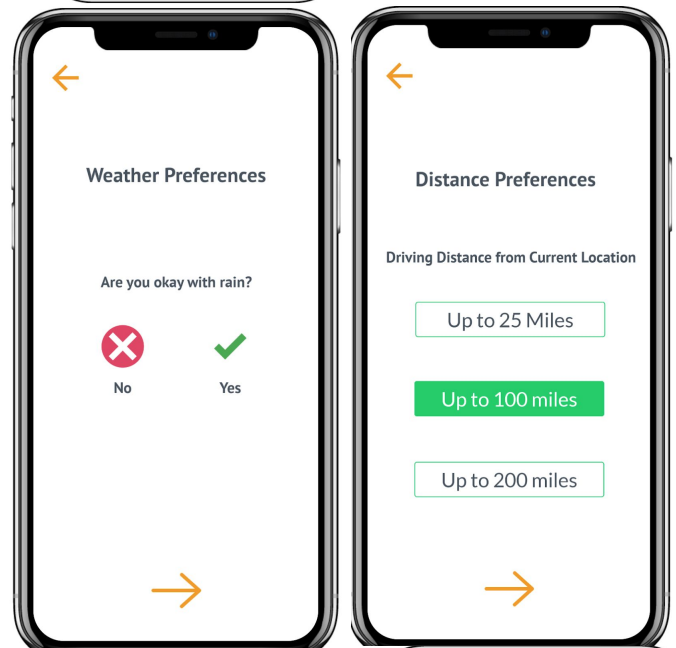 Weather Preferences
Are you okay with rain?
No
Yes
Distance Preferences
Driving Distance from Current Location
Up to 25 Miles
Up to 100 miles
Up to 200 miles